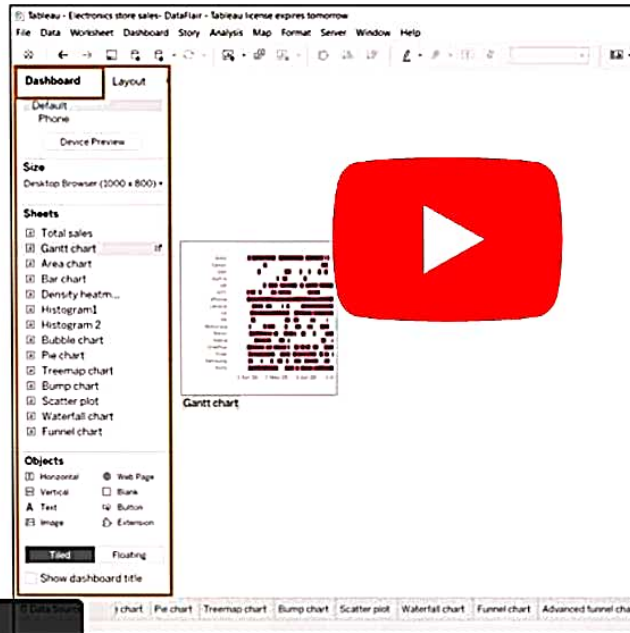 Tableau - Electronics store sales- DataFlair - Tableau license expires tomorrow
File Data Worksheet Dashboard Story Analysis Map Format Server Window Help
Dashboard Layout
Default
Phone
Device Preview
Size
Desktop Browser (1000 x 800)
Sheets
Total sales
Gantt chart
Area chart
Bar chart
Density heatm...
Histogram1
Histogram 2
Bubble chart
Pie chart
Treemap chart
Bump chart
Scatter plot
Waterfall chart
Funnel chart
Gantt chart
Objects
Horizontal Web Page
Vertical Blank
A Text Button
Image Extension
Tiled Floating
Show dashboard title
Data Source chart Pie chart Treemap chart Bump chart Scatter plot Waterfall chart Funnel chart Advanced funnel cha